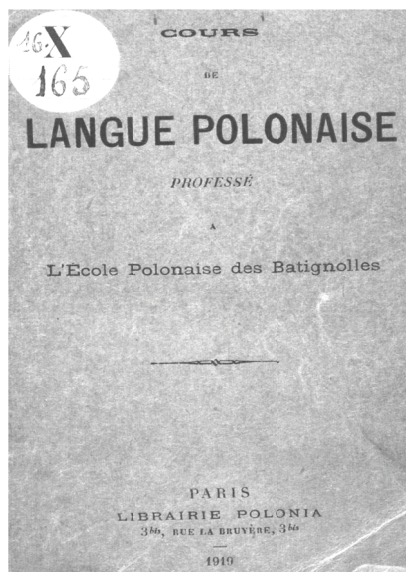 16.X
165
COURS
DE
LANGUE POLONAISE
PROFESSÉ
A
L'École Polonaise des Batignolles
PARIS
LIBRAIRIE POLONIA
3bis, RUE LA BRUYÈRE, 3bis
1919